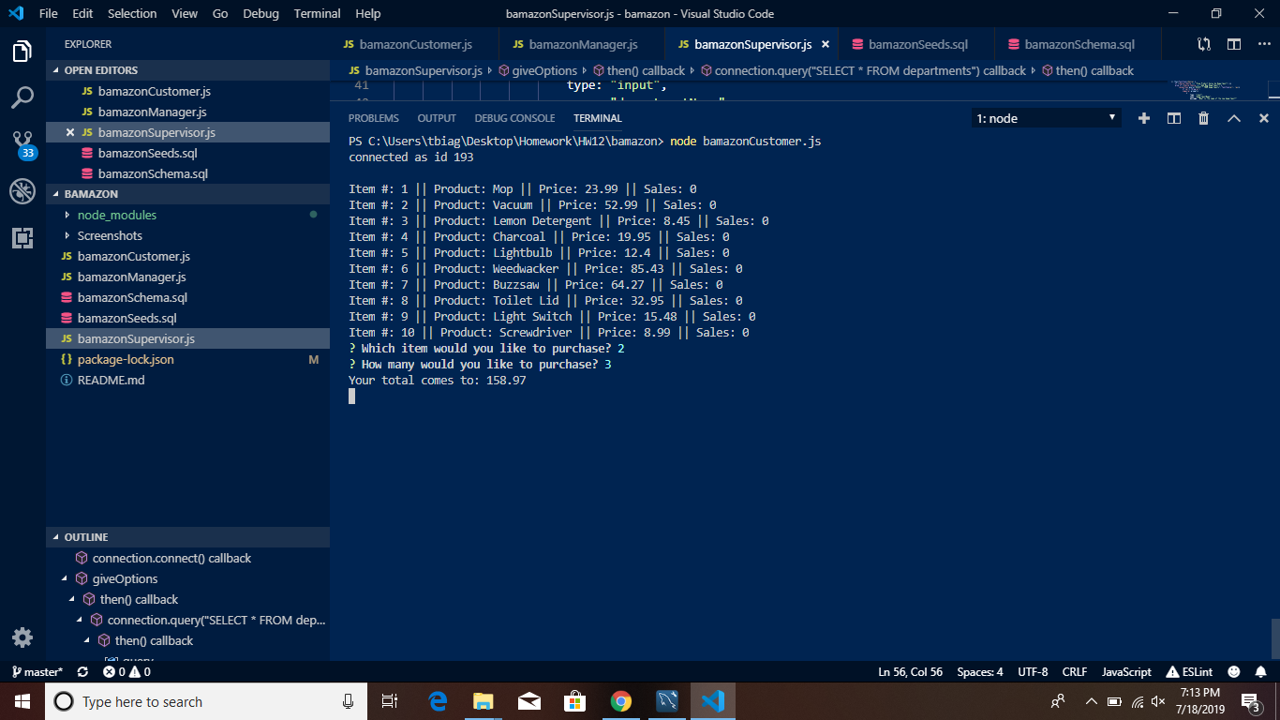 File Edit Selection View Go Debug Terminal Help bamazonSupervisor.js - bamazon - Visual Studio Code
EXPLORER
OPEN EDITORS
JS bamazonCustomer.js
JS bamazonManager.js
JS bamazonSupervisor.js
bamazonSeeds.sql
bamazonSchema.sql
BAMAZON
node_modules
Screenshots
JS bamazonCustomer.js
JS bamazonManager.js
bamazonSchema.sql
bamazonSeeds.sql
JS bamazonSupervisor.js
{} package-lock.json M
README.md
OUTLINE
connection.connect() callback
giveOptions
then() callback
connection.query("SELECT * FROM dep...
then() callback
query
33
JS bamazonCustomer.js JS bamazonManager.js JS bamazonSupervisor.js bamazonSeeds.sql bamazonSchema.sql
JS bamazonSupervisor.js giveOptions then() callback connection.query("SELECT * FROM departments") callback then() callback
41 type: "input",
PROBLEMS OUTPUT DEBUG CONSOLE TERMINAL 1: node
PS C:\Users\tbiag\Desktop\Homework\HW12\bamazon> node bamazonCustomer.js
connected as id 193
Item #: 1 || Product: Mop || Price: 23.99 || Sales: 0
Item #: 2 || Product: Vacuum || Price: 52.99 || Sales: 0
Item #: 3 || Product: Lemon Detergent || Price: 8.45 || Sales: 0
Item #: 4 || Product: Charcoal || Price: 19.95 || Sales: 0
Item #: 5 || Product: Lightbulb || Price: 12.4 || Sales: 0
Item #: 6 || Product: Weedwacker || Price: 85.43 || Sales: 0
Item #: 7 || Product: Buzzsaw || Price: 64.27 || Sales: 0
Item #: 8 || Product: Toilet Lid || Price: 32.95 || Sales: 0
Item #: 9 || Product: Light Switch || Price: 15.48 || Sales: 0
Item #: 10 || Product: Screwdriver || Price: 8.99 || Sales: 0
? Which item would you like to purchase? 2
? How many would you like to purchase? 3
Your total comes to: 158.97
master* 0 0 Ln 56, Col 56 Spaces: 4 UTF-8 CRLF JavaScript ESLint
Type here to search
7:13 PM
7/18/2019
3